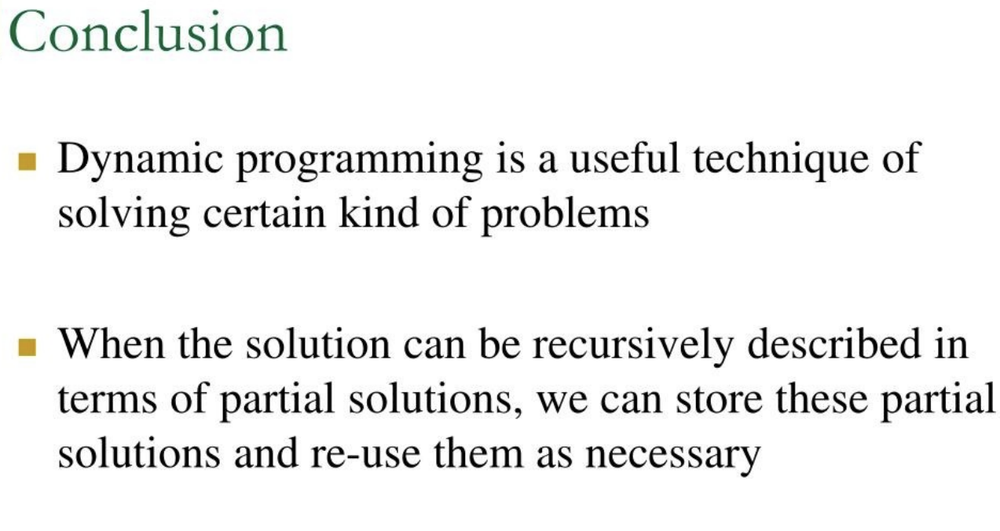 Conclusion
Dynamic programming is a useful technique of
solving certain kind of problems
When the solution can be recursively described in
terms of partial solutions, we can store these partial
solutions and re-use them as necessary